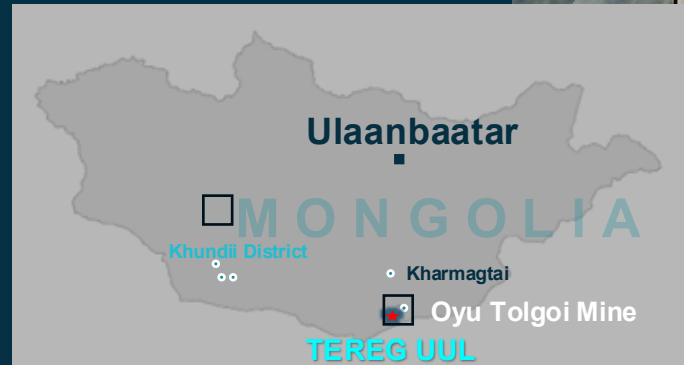 Ulaanbaatar
MONGOLIA
Khundii District
Kharmagtai
Oyu Tolgoi Mine
TEREG UUL